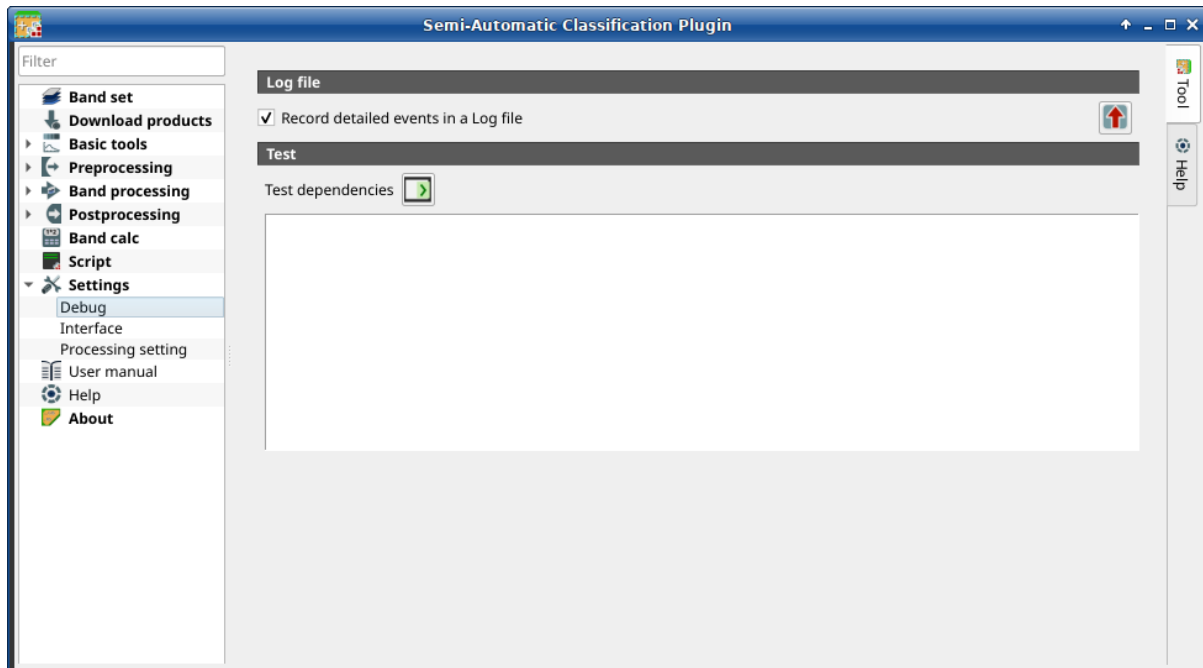 Semi-Automatic Classification Plugin
Filter
Band set
Download products
Basic tools
Preprocessing
Band processing
Postprocessing
Band calc
Script
Settings
Debug
Interface
Processing setting
User manual
Help
About
Log file
Record detailed events in a Log file
Test
Test dependencies
Tool
Help